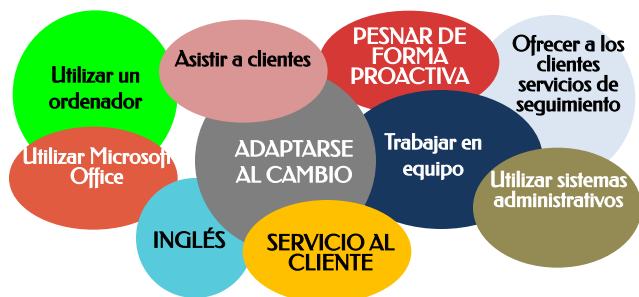 Utilizar un
ordenador
Asistir a clientes
PESNAR DE
FORMA
PROACTIVA
Ofrecer a los
clientes
servicios de
seguimiento
Utilizar Microsoft
Office
ADAPTARSE
AL CAMBIO
Trabajar en
equipo
Utilizar sistemas
administrativos
INGLÉS
SERVICIO AL
CLIENTE